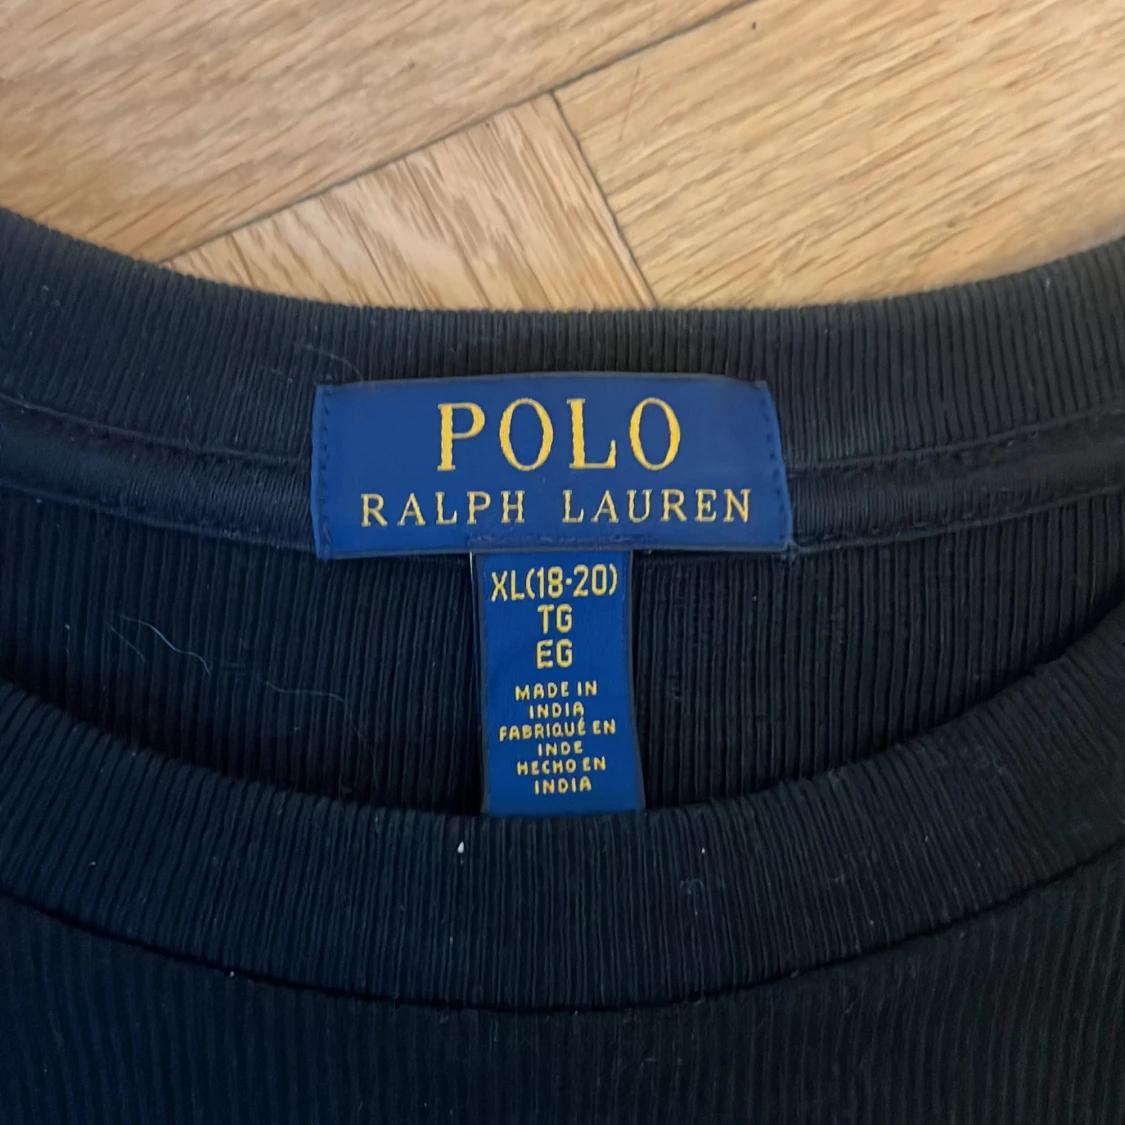 POLO
RALPH LAUREN
XL(18-20)
TG
EG
MADE IN
INDIA
FABRIQUÉ EN
INDE
HECHO EN
INDIA